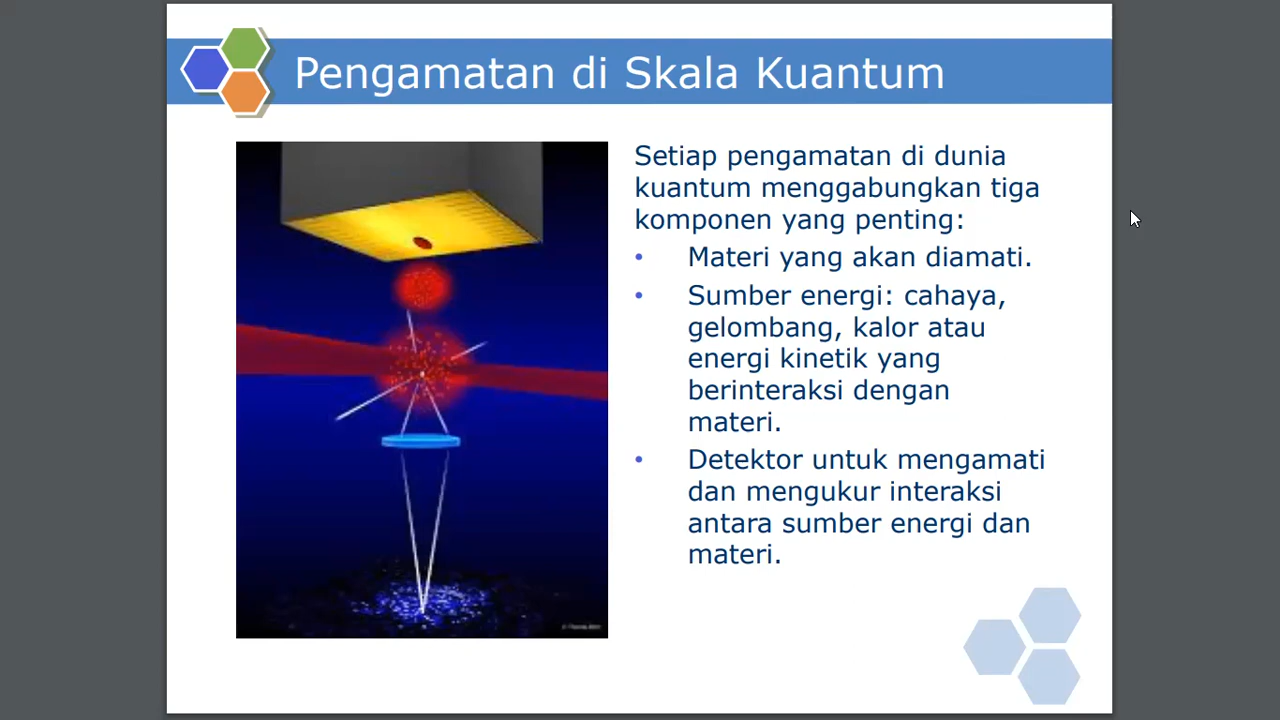 Pengamatan di Skala Kuantum
Setiap pengamatan di dunia
kuantum menggabungkan tiga
komponen yang penting:
• Materi yang akan diamati.
• Sumber energi: cahaya,
gelombang, kalor atau
energi kinetik yang
berinteraksi dengan
materi.
• Detektor untuk mengamati
dan mengukur interaksi
antara sumber energi dan
materi.